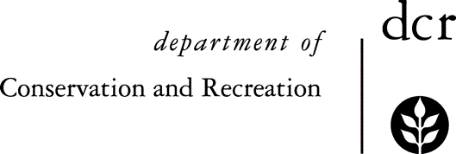 department of
Conservation and Recreation
dcr